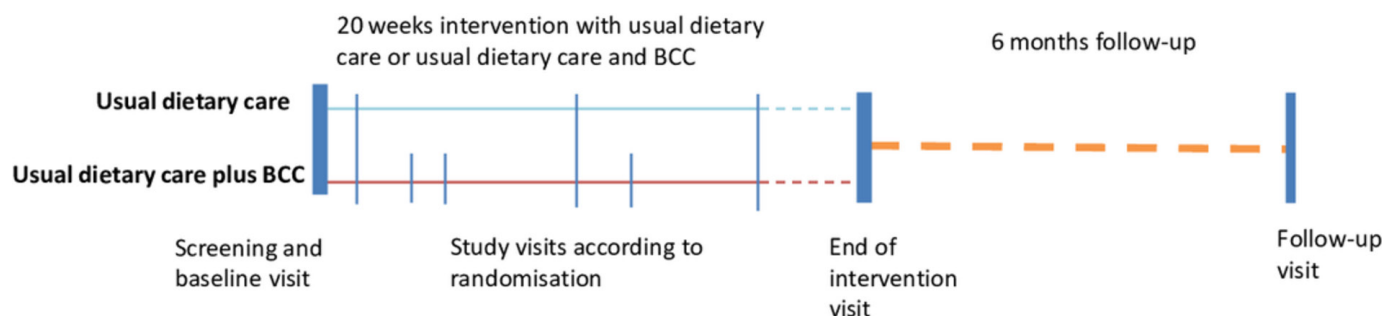 20 weeks intervention with usual dietary
care or usual dietary care and BCC
6 months follow-up
Usual dietary care
Usual dietary care plus BCC
Screening and
baseline visit
Study visits according to
randomisation
End of
intervention
visit
Follow-up
visit